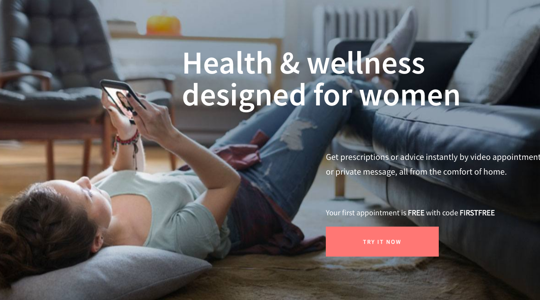 Health & wellness
designed for women
Get prescriptions or advice instantly by video appointment
or private message, all from the comfort of home.
Your first appointment is FREE with code FIRSTFREE
TRY IT NOW